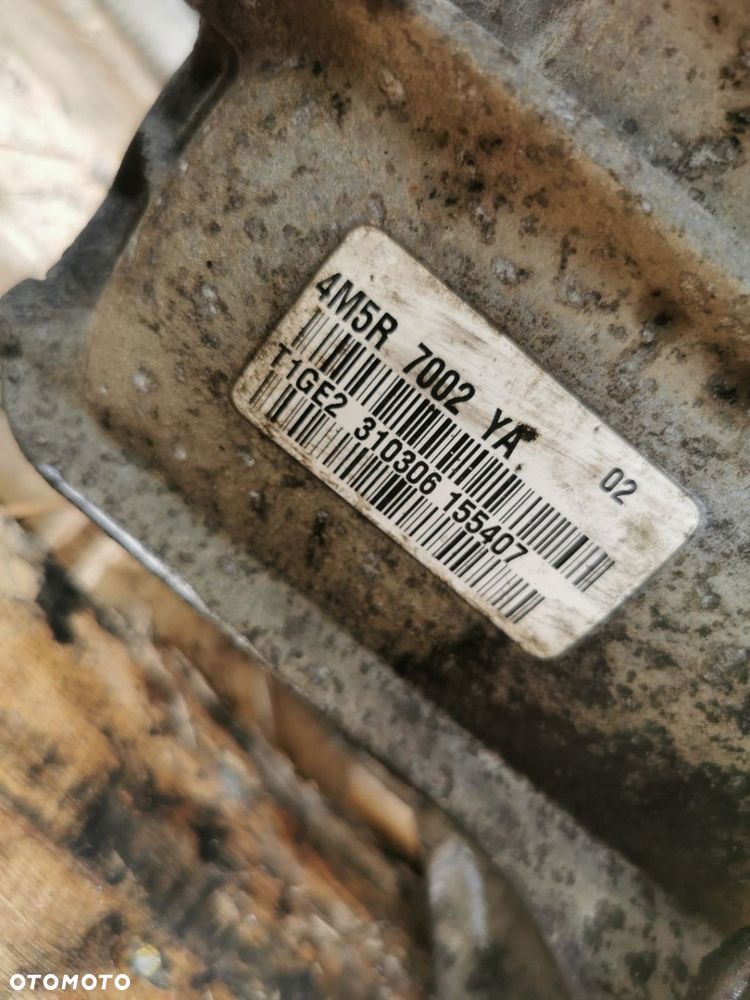 4M5R 7002 YA 02
T1GE2 310306 155407
OTOMOTO